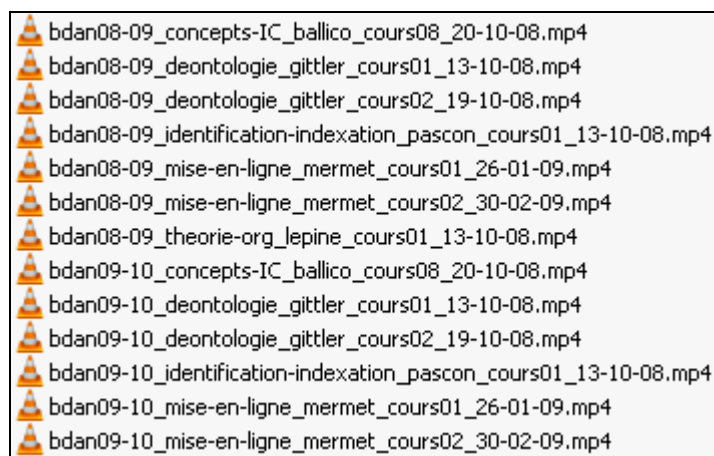 bdan08-09_concepts-IC_ballico_cours08_20-10-08.mp4
bdan08-09_deontologie_gittler_cours01_13-10-08.mp4
bdan08-09_deontologie_gittler_cours02_19-10-08.mp4
bdan08-09_identification-indexation_pascon_cours01_13-10-08.mp4
bdan08-09_mise-en-ligne_mermet_cours01_26-01-09.mp4
bdan08-09_mise-en-ligne_mermet_cours02_30-02-09.mp4
bdan08-09_theorie-org_lepine_cours01_13-10-08.mp4
bdan09-10_concepts-IC_ballico_cours08_20-10-08.mp4
bdan09-10_deontologie_gittler_cours01_13-10-08.mp4
bdan09-10_deontologie_gittler_cours02_19-10-08.mp4
bdan09-10_identification-indexation_pascon_cours01_13-10-08.mp4
bdan09-10_mise-en-ligne_mermet_cours01_26-01-09.mp4
bdan09-10_mise-en-ligne_mermet_cours02_30-02-09.mp4